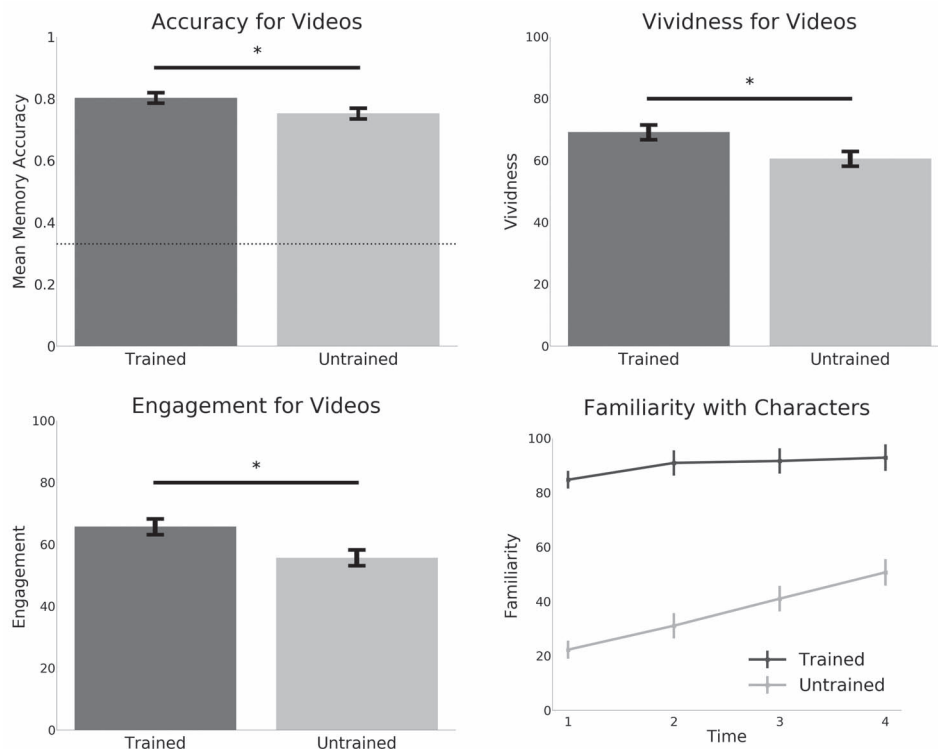 Accuracy for Videos
1
0.8
0.6
0.4
0.2
0
Mean Memory Accuracy
*
Trained
Untrained
Vividness for Videos
100
80
60
40
20
0
Vividness
*
Trained
Untrained
Engagement for Videos
100
80
60
40
20
0
Engagement
*
Trained
Untrained
Familiarity with Characters
100
80
60
40
20
0
Familiarity
Trained
Untrained
1 2 3 4
Time